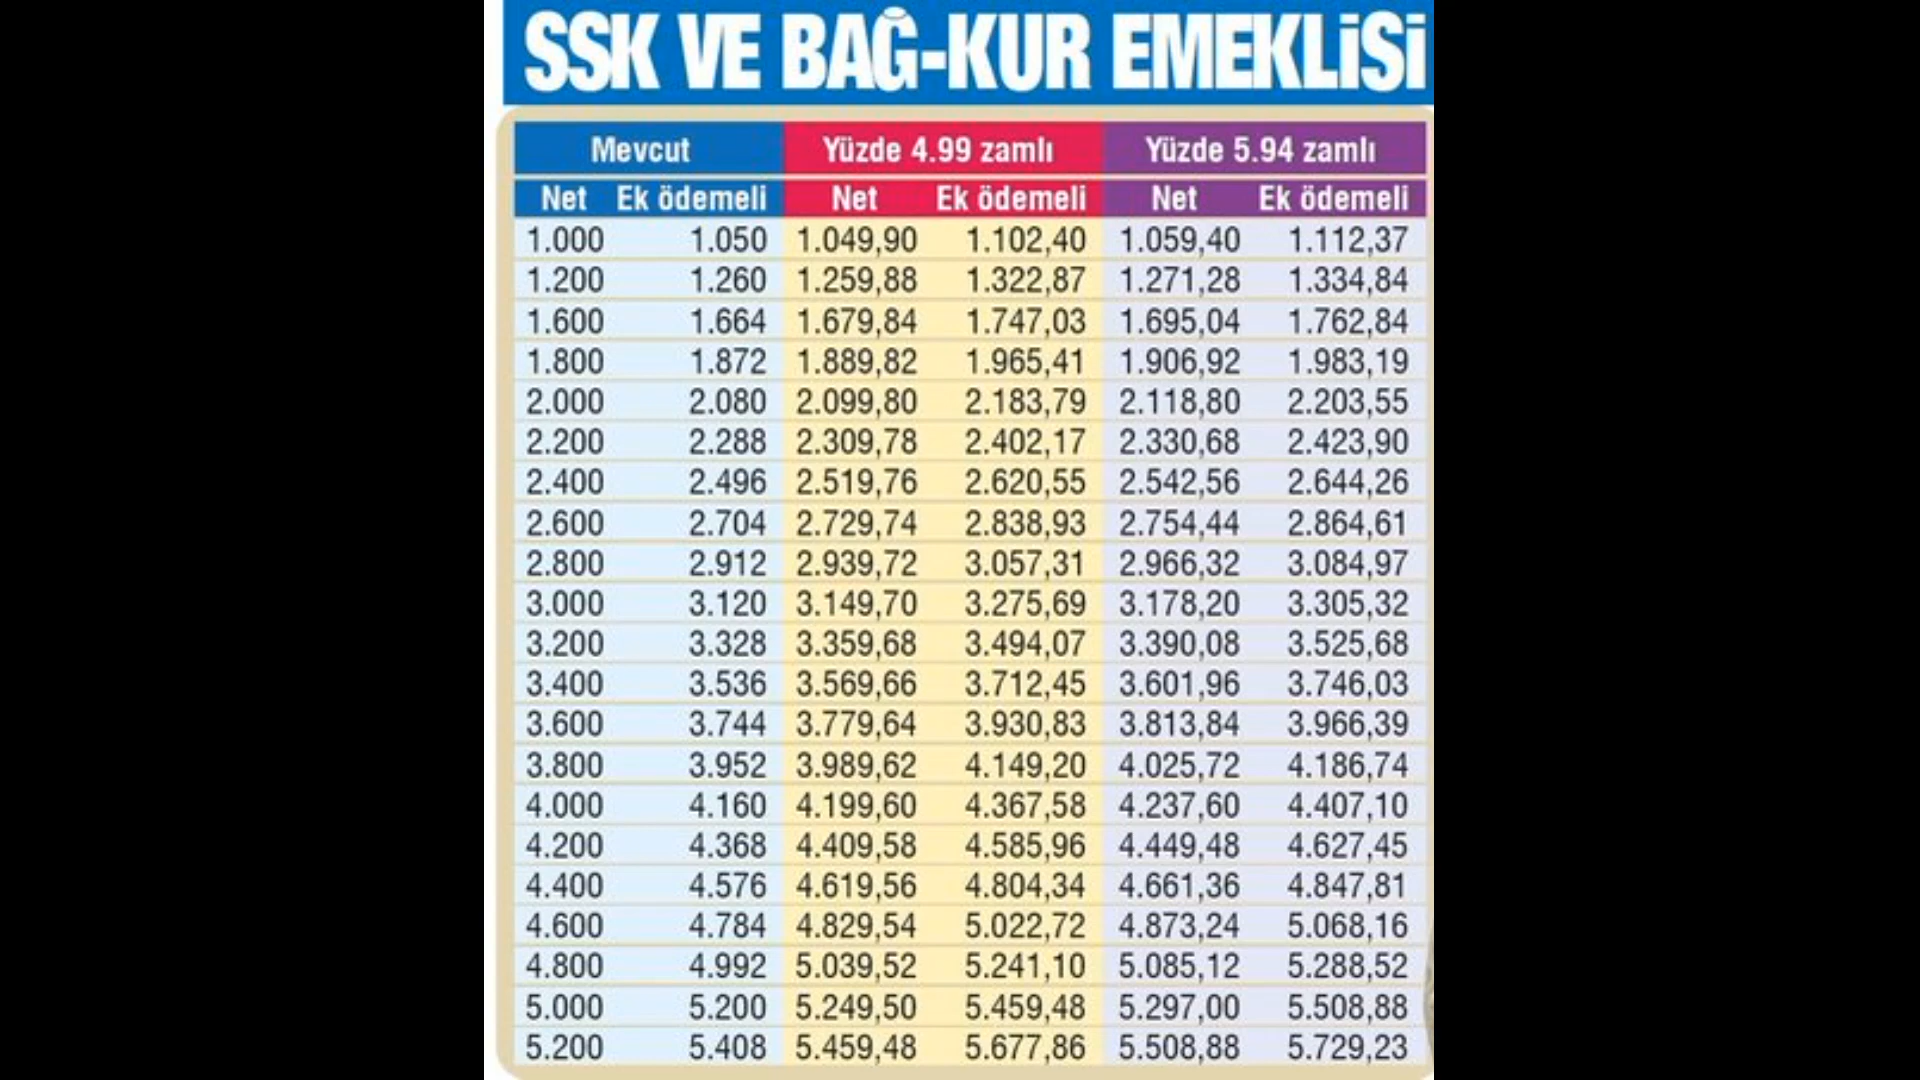 SSK VE BAĞ-KUR EMEKLİSİ
Mevcut Yüzde 4.99 zamlı Yüzde 5.94 zamlı
Net Ek ödemeli Net Ek ödemeli Net Ek ödemeli
1.000 1.050 1.049,90 1.102,40 1.059,40 1.112,37
1.200 1.260 1.259,88 1.322,87 1.271,28 1.334,84
1.600 1.664 1.679,84 1.747,03 1.695,04 1.762,84
1.800 1.872 1.889,82 1.965,41 1.906,92 1.983,19
2.000 2.080 2.099,80 2.183,79 2.118,80 2.203,55
2.200 2.288 2.309,78 2.402,17 2.330,68 2.423,90
2.400 2.496 2.519,76 2.620,55 2.542,56 2.644,26
2.600 2.704 2.729,74 2.838,93 2.754,44 2.864,61
2.800 2.912 2.939,72 3.057,31 2.966,32 3.084,97
3.000 3.120 3.149,70 3.275,69 3.178,20 3.305,32
3.200 3.328 3.359,68 3.494,07 3.390,08 3.525,68
3.400 3.536 3.569,66 3.712,45 3.601,96 3.746,03
3.600 3.744 3.779,64 3.930,83 3.813,84 3.966,39
3.800 3.952 3.989,62 4.149,20 4.025,72 4.186,74
4.000 4.160 4.199,60 4.367,58 4.237,60 4.407,10
4.200 4.368 4.409,58 4.585,96 4.449,48 4.627,45
4.400 4.576 4.619,56 4.804,34 4.661,36 4.847,81
4.600 4.784 4.829,54 5.022,72 4.873,24 5.068,16
4.800 4.992 5.039,52 5.241,10 5.085,12 5.288,52
5.000 5.200 5.249,50 5.459,48 5.297,00 5.508,88
5.200 5.408 5.459,48 5.677,86 5.508,88 5.729,23